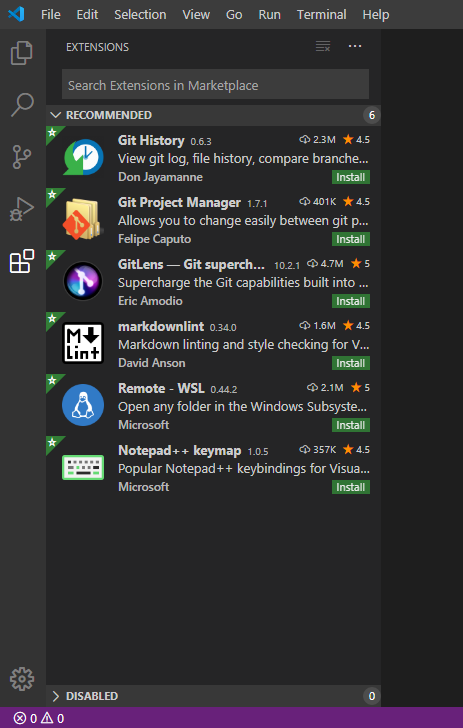 File Edit Selection View Go Run Terminal Help
EXTENSIONS
Search Extensions in Marketplace
RECOMMENDED 6
Git History 0.6.3 2.3M 4.5
View git log, file history, compare branche...
Don Jayamanne Install
Git Project Manager 1.7.1 401K 4.5
Allows you to change easily between git p...
Felipe Caputo Install
GitLens — Git superch... 10.2.1 4.7M 5
Supercharge the Git capabilities built into ...
Eric Amodio Install
M
Lint
markdownlint 0.34.0 1.6M 4.5
Markdown linting and style checking for V...
David Anson Install
Remote - WSL 0.44.2 2.1M 5
Open any folder in the Windows Subsyste...
Microsoft Install
Notepad++ keymap 1.0.5 357K 4.5
Popular Notepad++ keybindings for Visua...
Microsoft Install
DISABLED 0
0 0